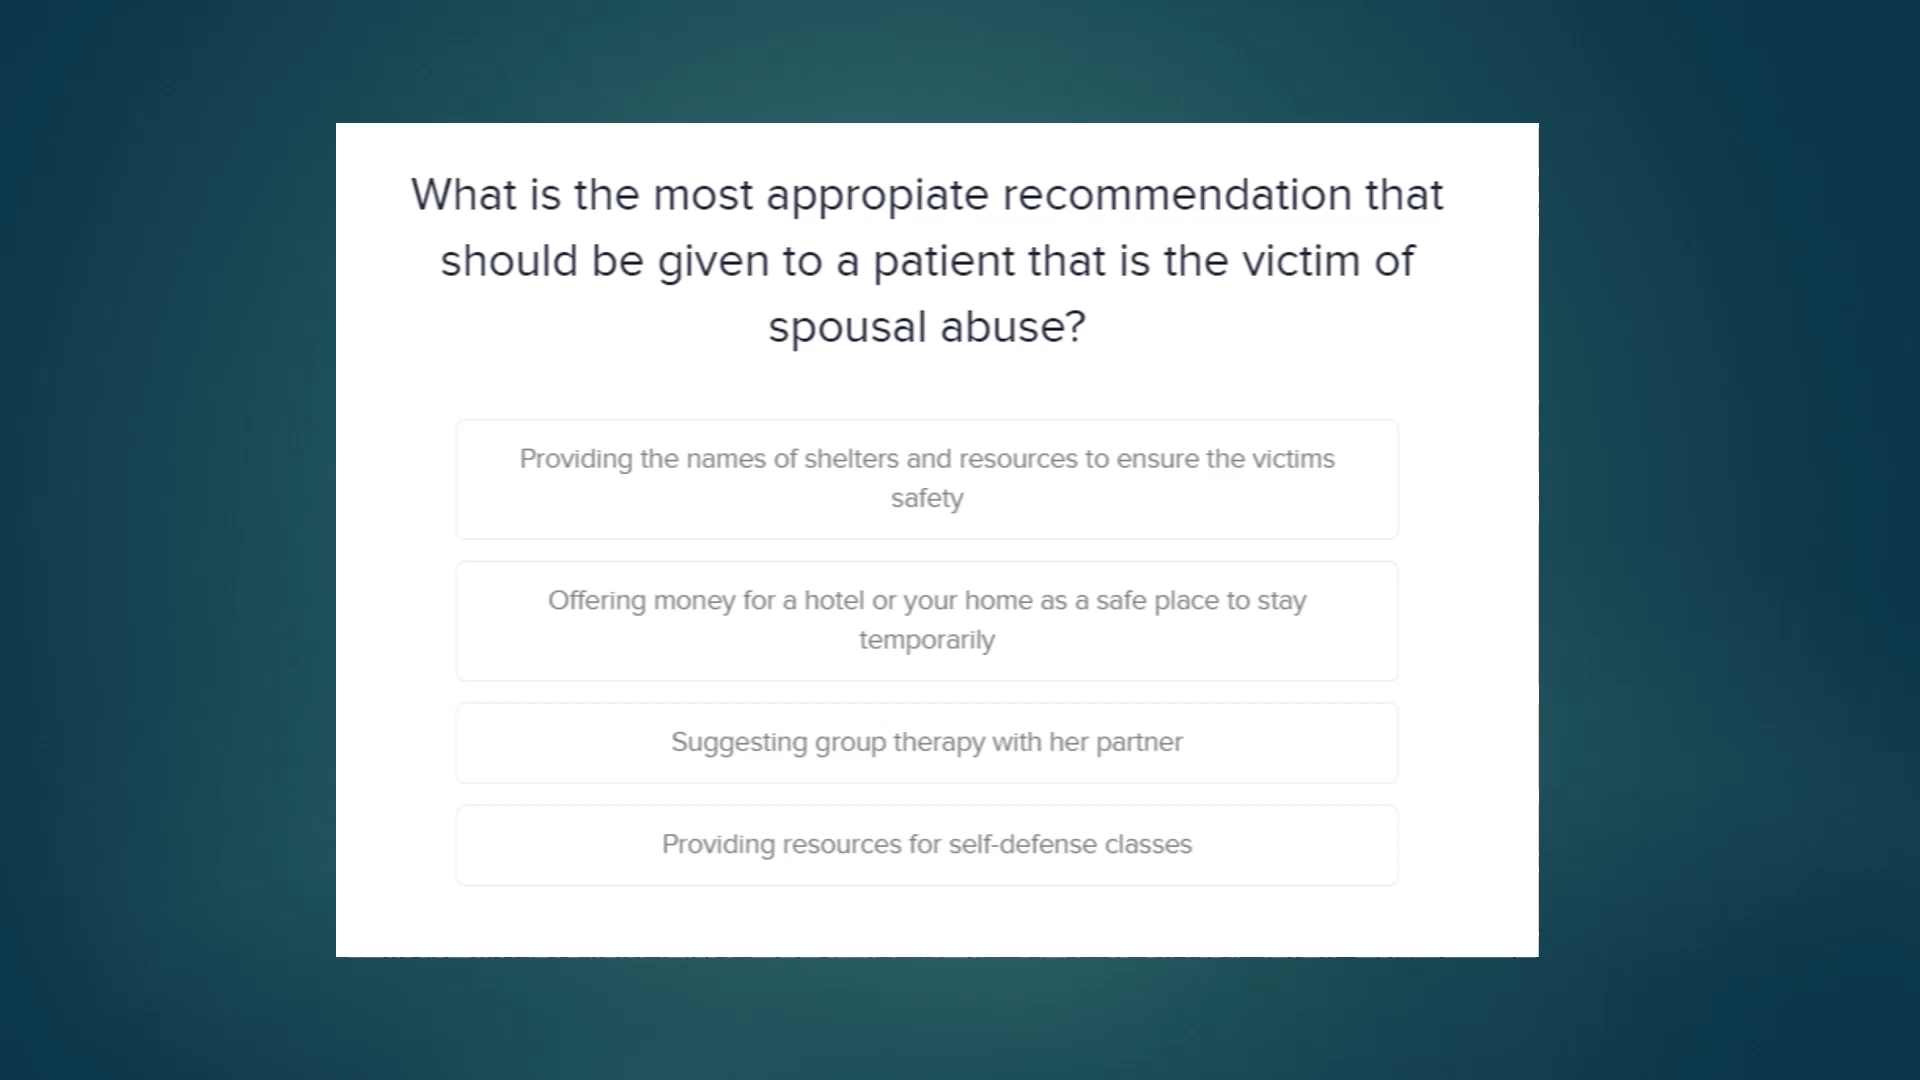 What is the most appropiate recommendation that
should be given to a patient that is the victim of
spousal abuse?
Providing the names of shelters and resources to ensure the victims
safety
Offering money for a hotel or your home as a safe place to stay
temporarily
Suggesting group therapy with her partner
Providing resources for self-defense classes